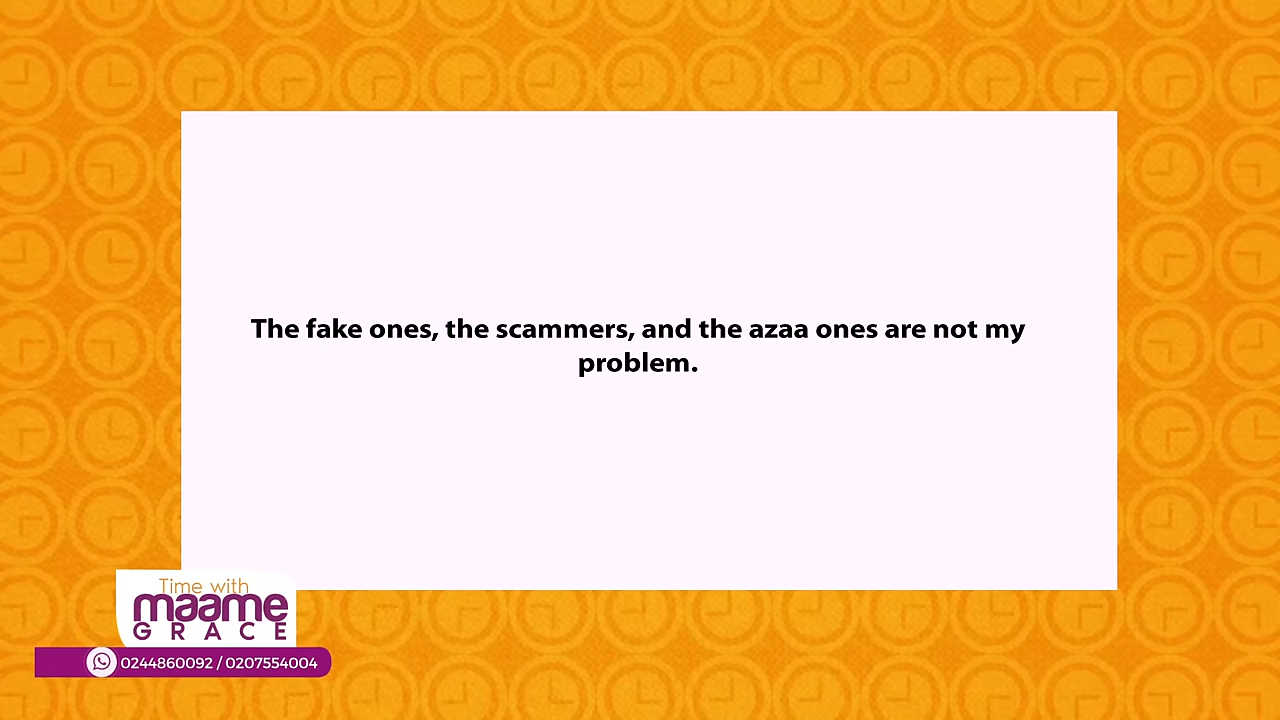 The fake ones, the scammers, and the azaa ones are not my
problem.
Time with
maame
GRACE
0244860092 / 0207554004